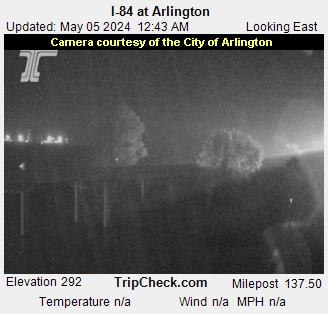 I-84 at Arlington
Updated: May 05 2024 12:43 AM Looking East
Camera courtesy of the City of Arlington
Elevation 292 TripCheck.com Milepost 137.50
Temperature n/a Wind n/a MPH n/a